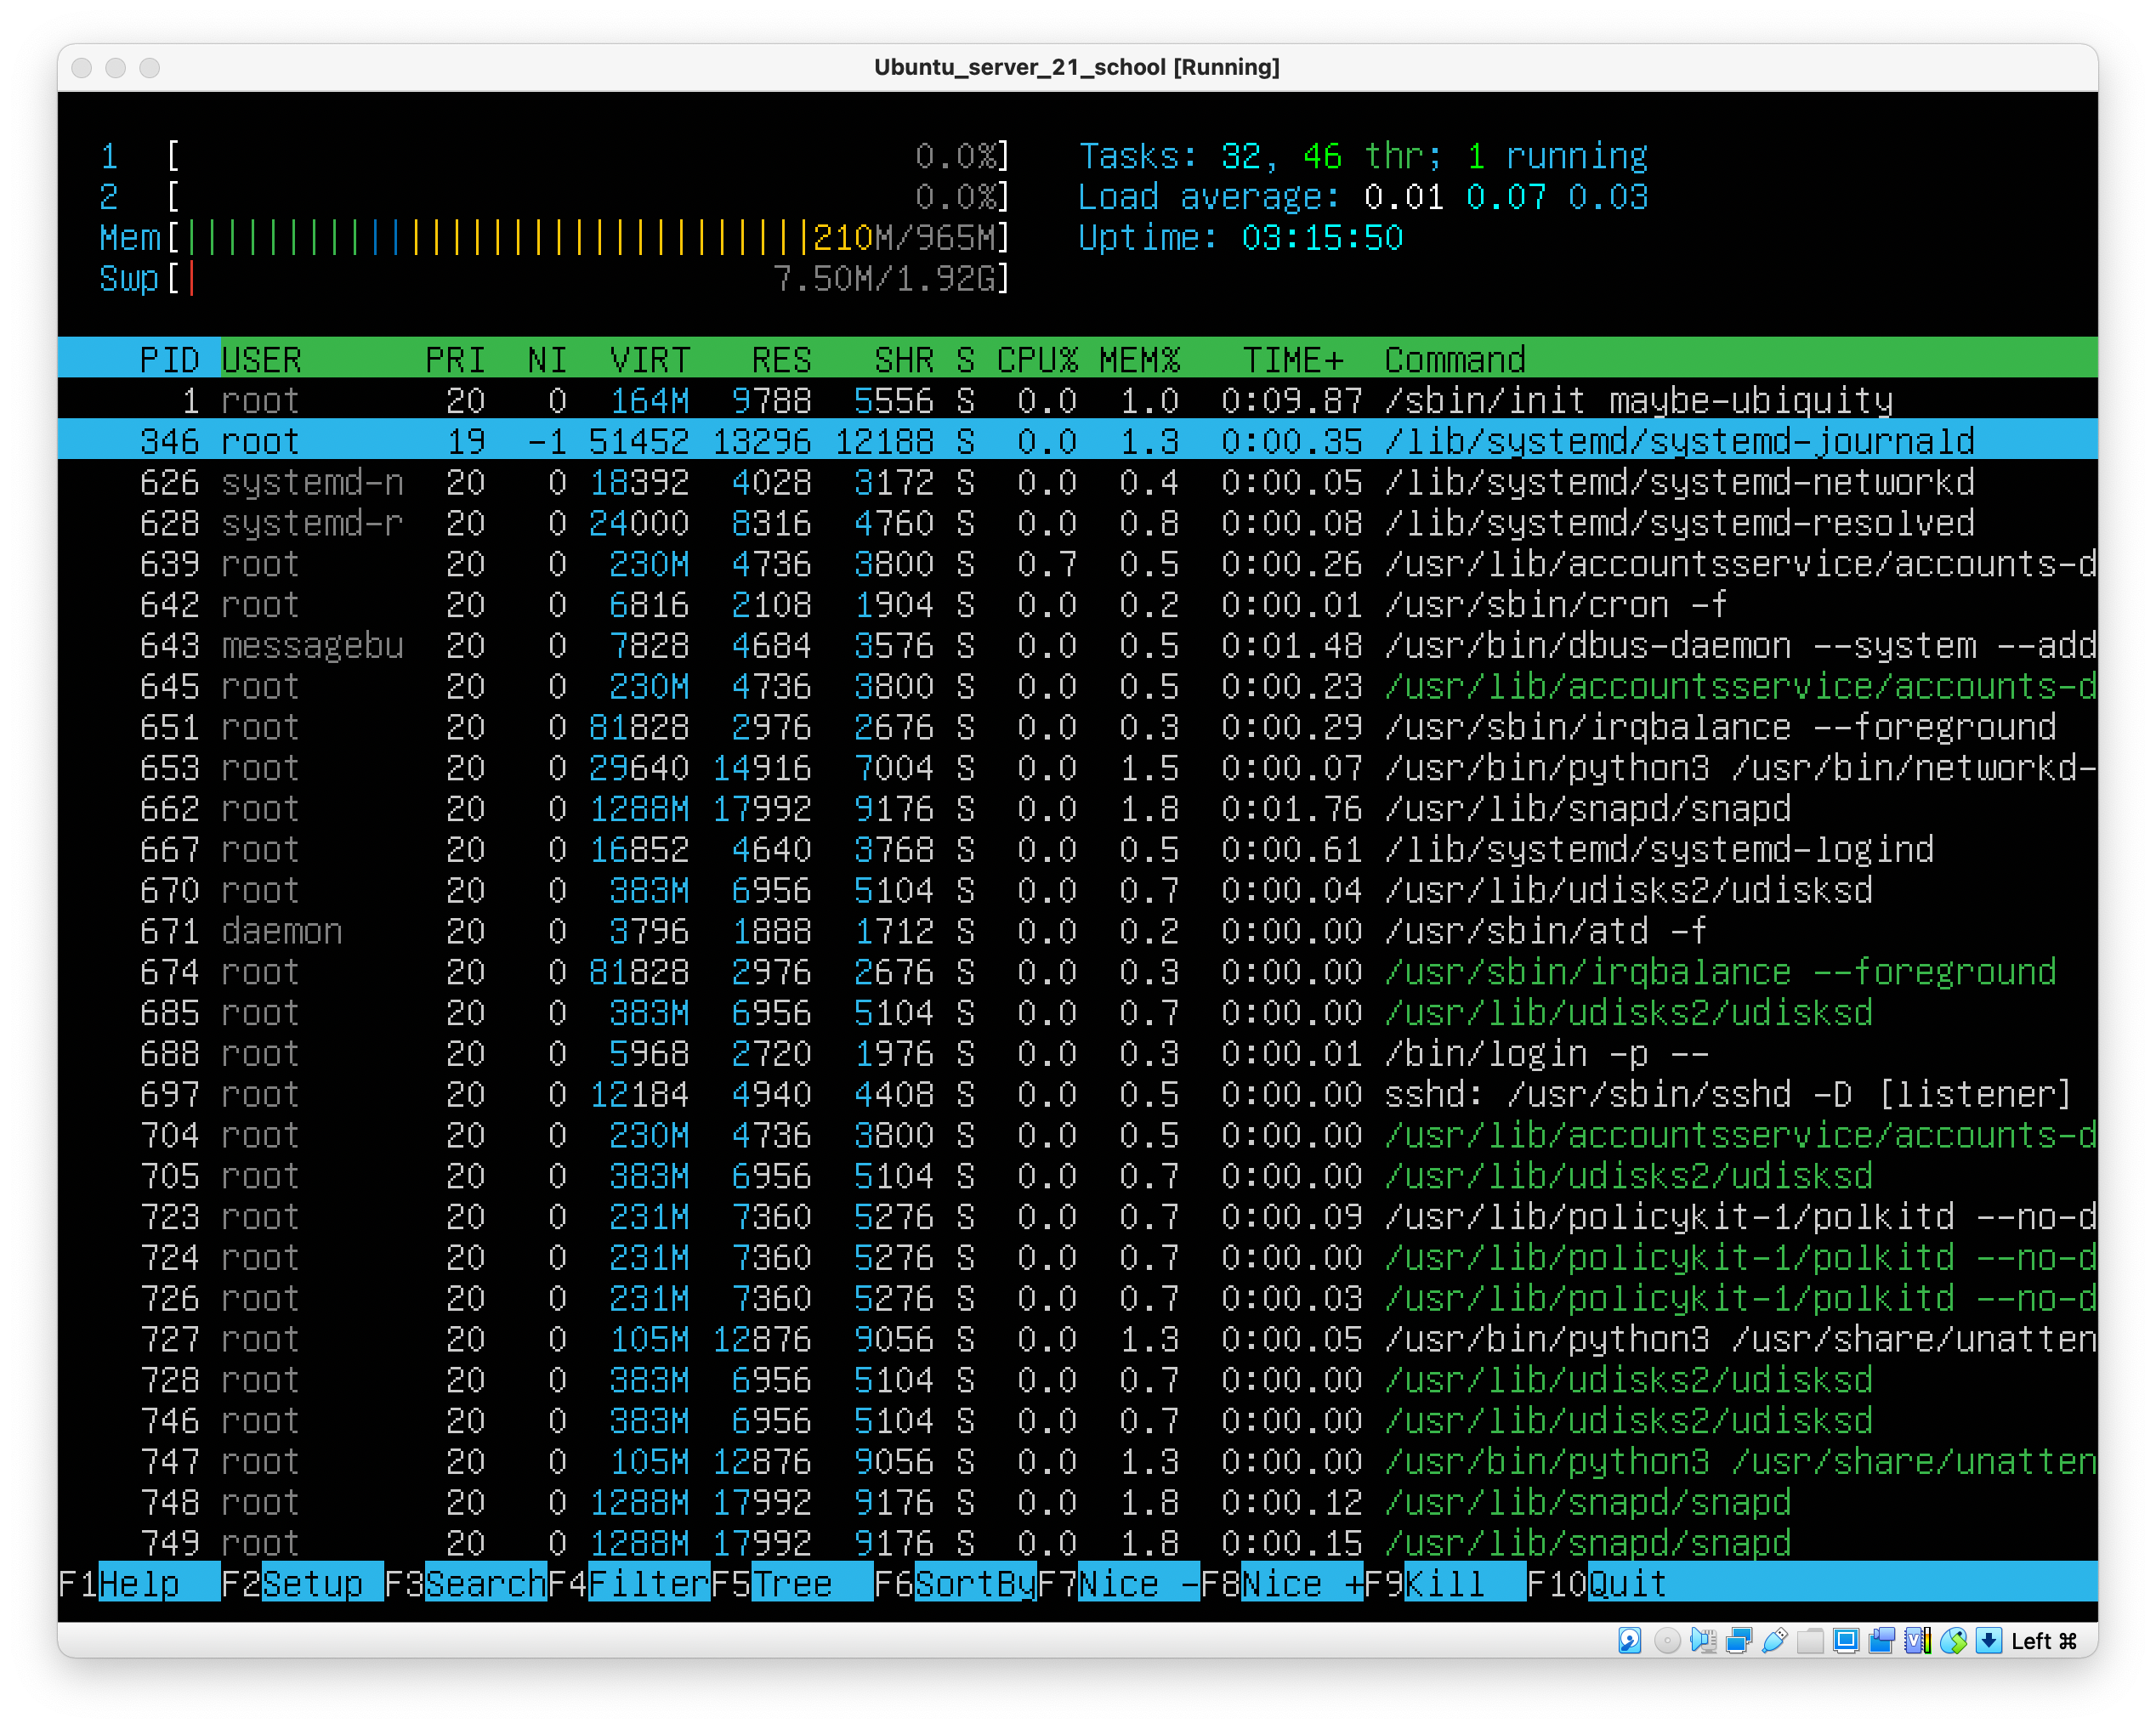 Ubuntu_server_21_school [Running]
1 [ 0.0%] Tasks: 32, 46 thr; 1 running
2 [ 0.0%] Load average: 0.01 0.07 0.03
Mem[|||||||||||||||||||||||||||||||210M/965M] Uptime: 03:15:50
Swp[| 7.50M/1.92G]
PID USER PRI NI VIRT RES SHR S CPU% MEM% TIME+ Command
1 root 20 0 164M 9788 5556 S 0.0 1.0 0:09.87 /sbin/init maybe-ubiquity
346 root 19 -1 51452 13296 12188 S 0.0 1.3 0:00.35 /lib/systemd/systemd-journald
626 systemd-n 20 0 18392 4028 3172 S 0.0 0.4 0:00.05 /lib/systemd/systemd-networkd
628 systemd-r 20 0 24000 8316 4760 S 0.0 0.8 0:00.08 /lib/systemd/systemd-resolved
639 root 20 0 230M 4736 3800 S 0.7 0.5 0:00.26 /usr/lib/accountsservice/accounts-d
642 root 20 0 6816 2108 1904 S 0.0 0.2 0:00.01 /usr/sbin/cron -f
643 messagebu 20 0 7828 4684 3576 S 0.0 0.5 0:01.48 /usr/bin/dbus-daemon --system --add
645 root 20 0 230M 4736 3800 S 0.0 0.5 0:00.23 /usr/lib/accountsservice/accounts-d
651 root 20 0 81828 2976 2676 S 0.0 0.3 0:00.29 /usr/sbin/irqbalance --foreground
653 root 20 0 29640 14916 7004 S 0.0 1.5 0:00.07 /usr/bin/python3 /usr/bin/networkd-
662 root 20 0 1288M 17992 9176 S 0.0 1.8 0:01.76 /usr/lib/snapd/snapd
667 root 20 0 16852 4640 3768 S 0.0 0.5 0:00.61 /lib/systemd/systemd-logind
670 root 20 0 383M 6956 5104 S 0.0 0.7 0:00.04 /usr/lib/udisks2/udisksd
671 daemon 20 0 3796 1888 1712 S 0.0 0.2 0:00.00 /usr/sbin/atd -f
674 root 20 0 81828 2976 2676 S 0.0 0.3 0:00.00 /usr/sbin/irqbalance --foreground
685 root 20 0 383M 6956 5104 S 0.0 0.7 0:00.00 /usr/lib/udisks2/udisksd
688 root 20 0 5968 2720 1976 S 0.0 0.3 0:00.01 /bin/login -p --
697 root 20 0 12184 4940 4408 S 0.0 0.5 0:00.00 sshd: /usr/sbin/sshd -D [listener]
704 root 20 0 230M 4736 3800 S 0.0 0.5 0:00.00 /usr/lib/accountsservice/accounts-d
705 root 20 0 383M 6956 5104 S 0.0 0.7 0:00.00 /usr/lib/udisks2/udisksd
723 root 20 0 231M 7360 5276 S 0.0 0.7 0:00.09 /usr/lib/policykit-1/polkitd --no-d
724 root 20 0 231M 7360 5276 S 0.0 0.7 0:00.00 /usr/lib/policykit-1/polkitd --no-d
726 root 20 0 231M 7360 5276 S 0.0 0.7 0:00.03 /usr/lib/policykit-1/polkitd --no-d
727 root 20 0 105M 12876 9056 S 0.0 1.3 0:00.05 /usr/bin/python3 /usr/share/unatten
728 root 20 0 383M 6956 5104 S 0.0 0.7 0:00.00 /usr/lib/udisks2/udisksd
746 root 20 0 383M 6956 5104 S 0.0 0.7 0:00.00 /usr/lib/udisks2/udisksd
747 root 20 0 105M 12876 9056 S 0.0 1.3 0:00.00 /usr/bin/python3 /usr/share/unatten
748 root 20 0 1288M 17992 9176 S 0.0 1.8 0:00.12 /usr/lib/snapd/snapd
749 root 20 0 1288M 17992 9176 S 0.0 1.8 0:00.15 /usr/lib/snapd/snapd
F1Help F2Setup F3SearchF4FilterF5Tree F6SortByF7Nice -F8Nice +F9Kill F10Quit
Left ⌘